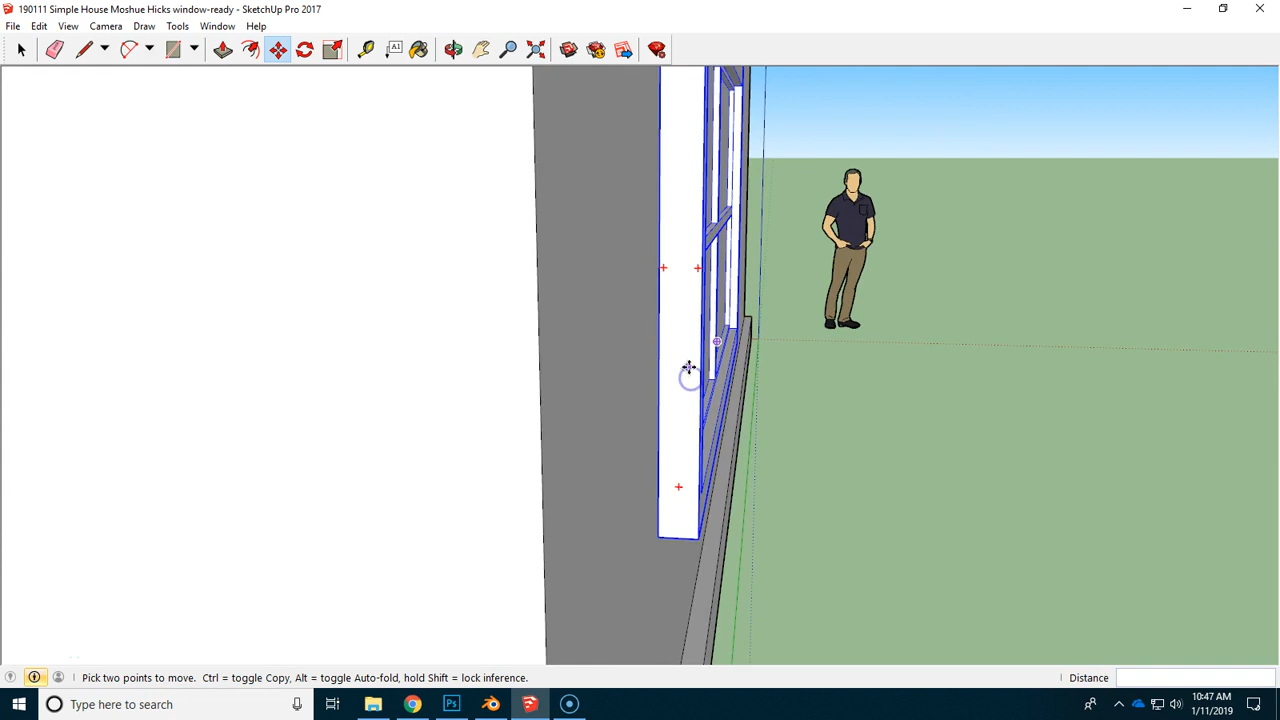 190111 Simple House Moshue Hicks window-ready - SketchUp Pro 2017
File Edit View Camera Draw Tools Window Help
A1
Pick two points to move. Ctrl = toggle Copy, Alt = toggle Auto-fold, hold Shift = lock inference.
Distance
Type here to search
Ps
10:47 AM
1/11/2019